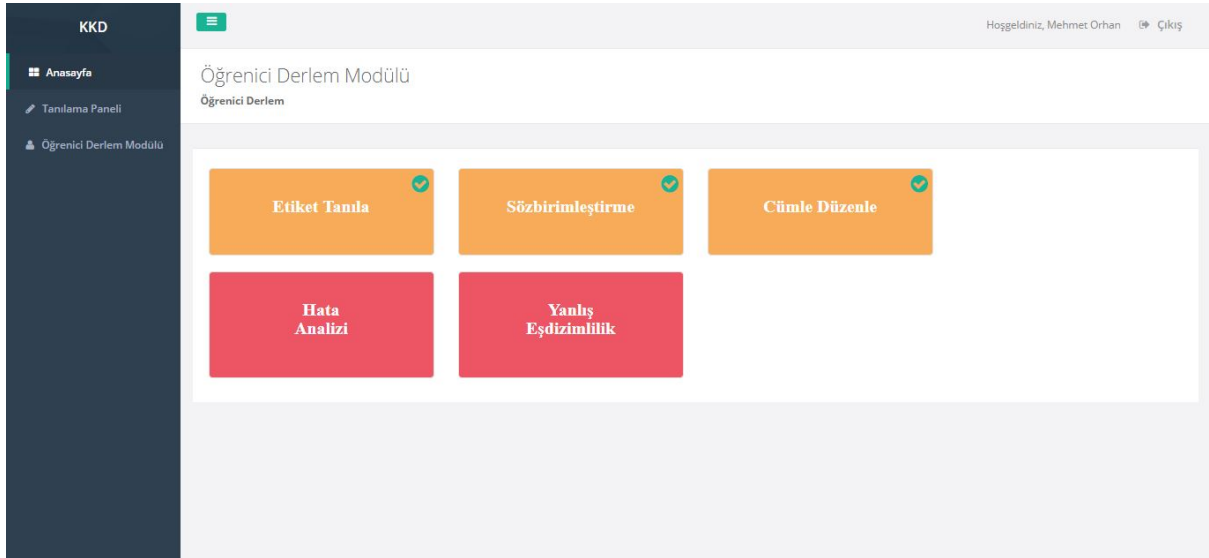 KKD
Hoşgeldiniz, Mehmet Orhan Çıkış
Anasayfa
Tanılama Paneli
Öğrenici Derlem Modülü
Öğrenici Derlem Modülü
Öğrenici Derlem
Etiket Tanıla
Sözbirimleştirme
Cümle Düzenle
Hata
Analizi
Yanlış
Eşdizimlilik